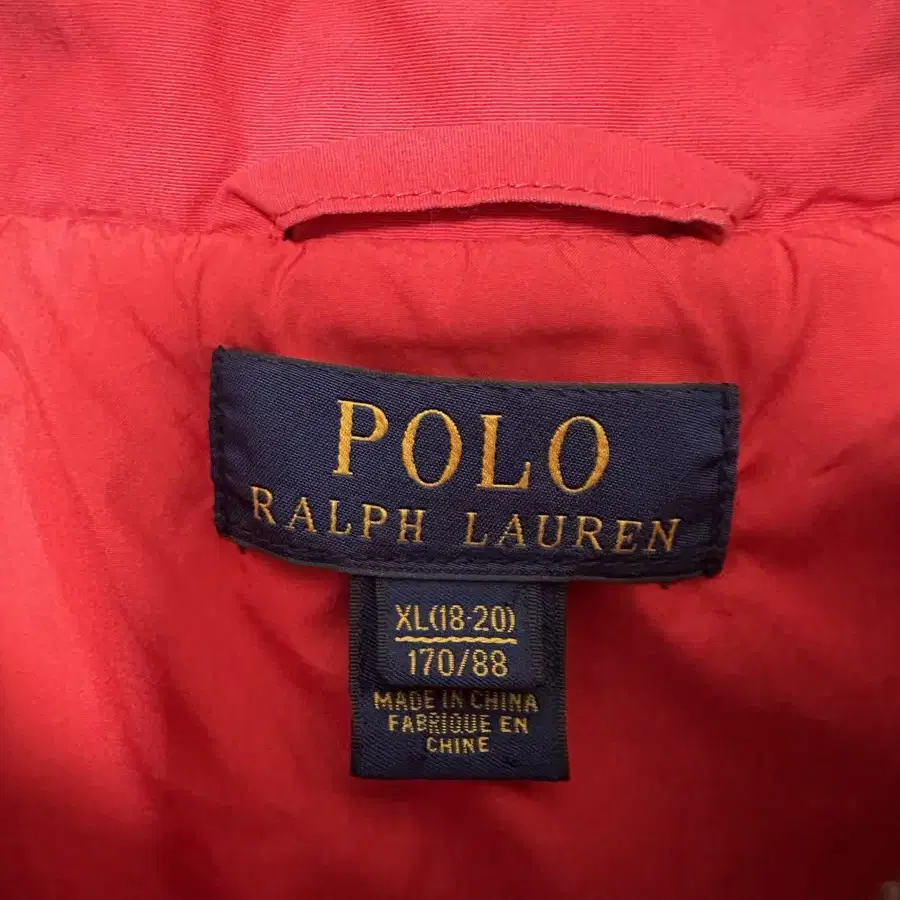 POLO
RALPH LAUREN
XL(18-20)
170/88
MADE IN CHINA
FABRIQUE EN
CHINE